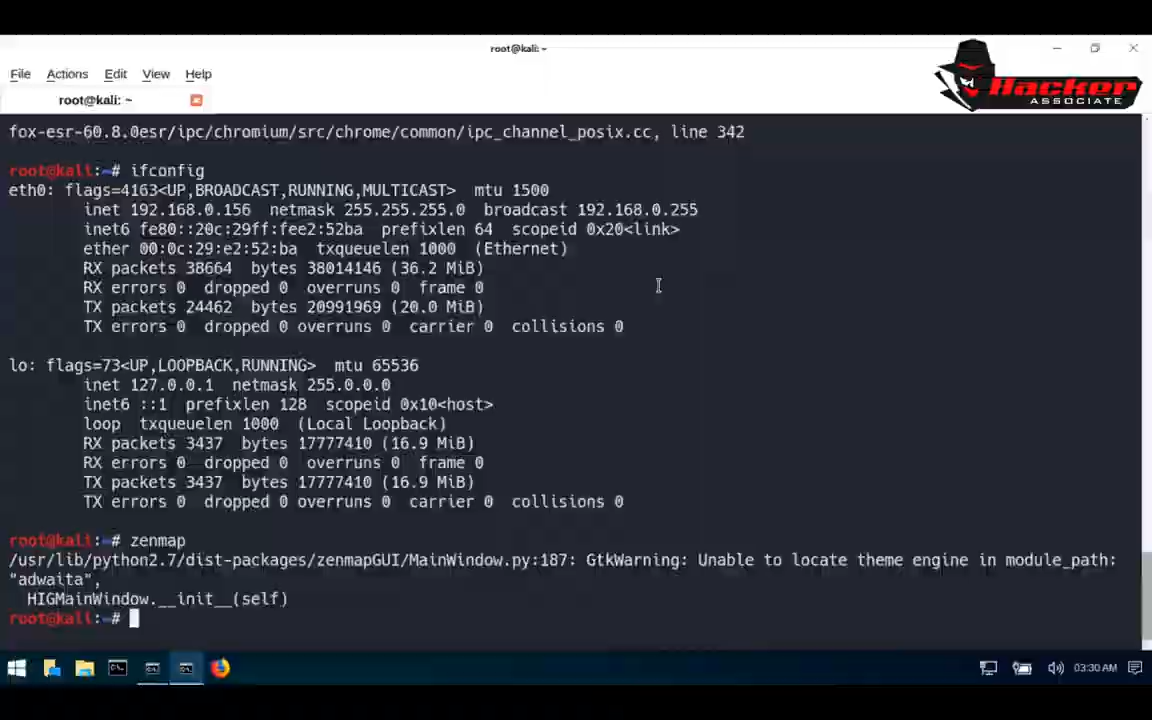 root@kali: ~
File Actions Edit View Help
Hacker
ASSOCIATE
root@kali: ~
fox-esr-60.8.0esr/ipc/chromium/src/chrome/common/ipc_channel_posix.cc, line 342
root@kali:~# ifconfig
eth0: flags=4163<UP,BROADCAST,RUNNING,MULTICAST>  mtu 1500
        inet 192.168.0.156  netmask 255.255.255.0  broadcast 192.168.0.255
        inet6 fe80::20c:29ff:fee2:52ba  prefixlen 64  scopeid 0x20<link>
        ether 00:0c:29:e2:52:ba  txqueuelen 1000  (Ethernet)
        RX packets 38664  bytes 38014146 (36.2 MiB)
        RX errors 0  dropped 0  overruns 0  frame 0
        TX packets 24462  bytes 20991969 (20.0 MiB)
        TX errors 0  dropped 0 overruns 0  carrier 0  collisions 0
lo: flags=73<UP,LOOPBACK,RUNNING>  mtu 65536
        inet 127.0.0.1  netmask 255.0.0.0
        inet6 ::1  prefixlen 128  scopeid 0x10<host>
        loop  txqueuelen 1000  (Local Loopback)
        RX packets 3437  bytes 17777410 (16.9 MiB)
        RX errors 0  dropped 0  overruns 0  frame 0
        TX packets 3437  bytes 17777410 (16.9 MiB)
        TX errors 0  dropped 0 overruns 0  carrier 0  collisions 0
root@kali:~# zenmap
/usr/lib/python2.7/dist-packages/zenmapGUI/MainWindow.py:187: GtkWarning: Unable to locate theme engine in module_path:
"adwaita",
  HIGMainWindow.__init__(self)
root@kali:~#
03:30 AM